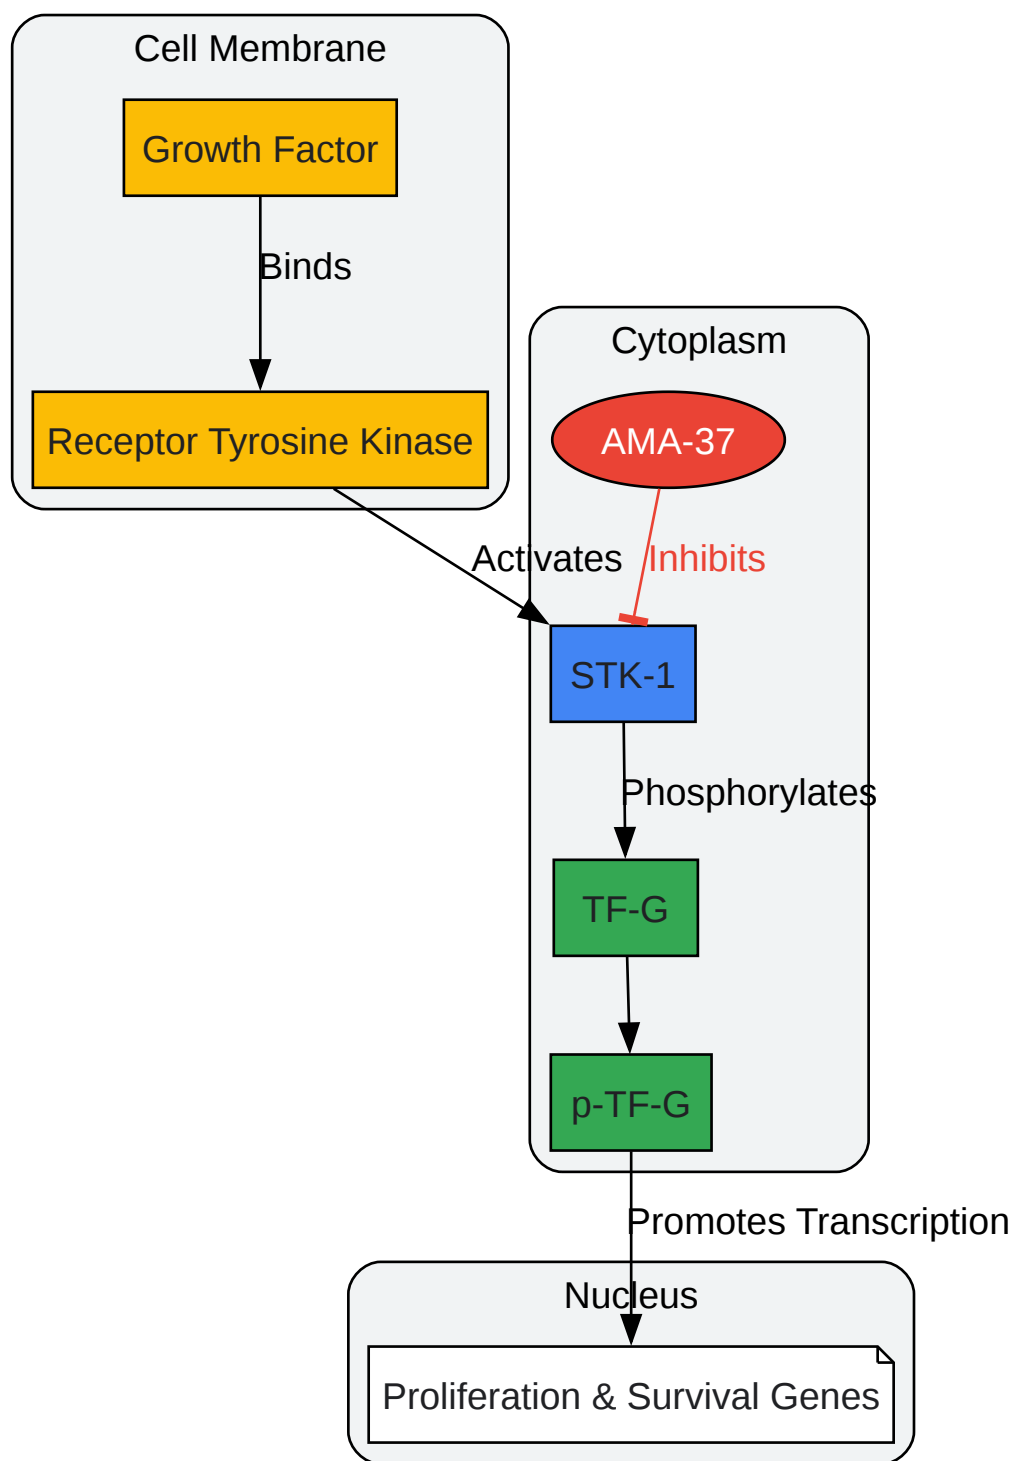 Cell Membrane
Growth Factor
Binds
Receptor Tyrosine Kinase
Cytoplasm
AMA-37
Activates
Inhibits
STK-1
Phosphorylates
TF-G
p-TF-G
Promotes Transcription
Nucleus
Proliferation & Survival Genes